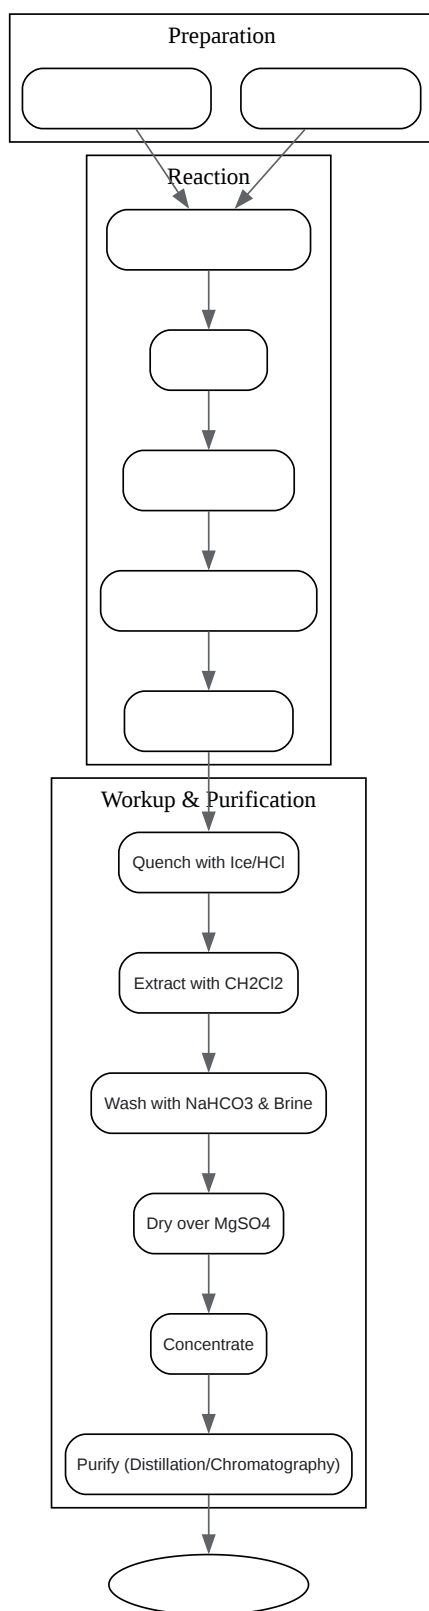 Preparation
Reaction
Workup & Purification
Quench with Ice/HCl
Extract with CH2Cl2
Wash with NaHCO3 & Brine
Dry over MgSO4
Concentrate
Purify (Distillation/Chromatography)